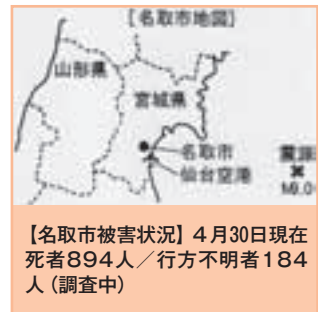 【名取市地図】
山形県
宮城県
名取市
仙台空港
震源
M9.0
【名取市被害状況】4月30日現在
死者894人／行方不明者184
人（調査中）